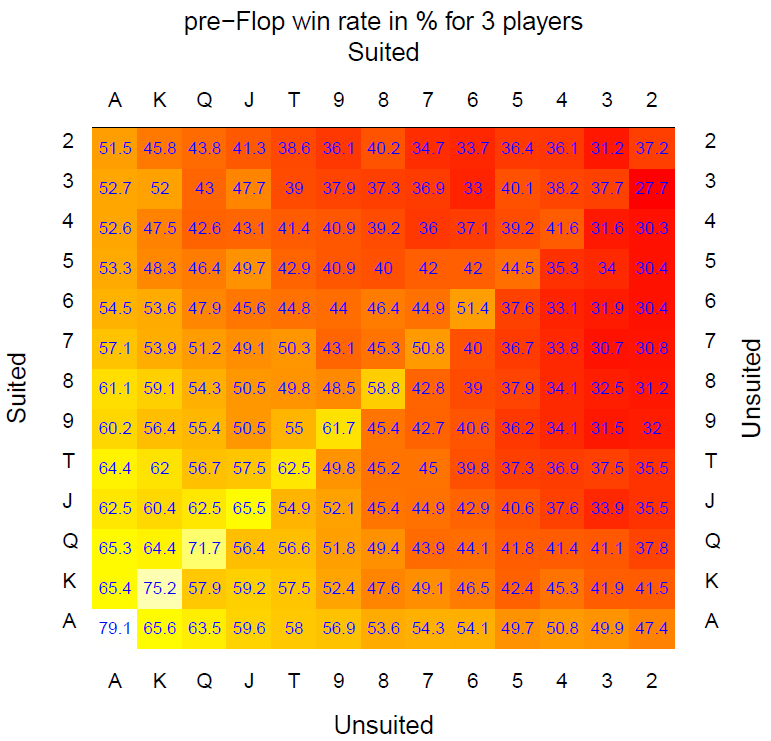 pre−Flop win rate in % for 3 players
Suited
A K Q J T 9 8 7 6 5 4 3 2
2 51.5 45.8 43.8 41.3 38.6 36.1 40.2 34.7 33.7 36.4 36.1 31.2 37.2 2
3 52.7 52 43 47.7 39 37.9 37.3 36.9 33 40.1 38.2 37.7 27.7 3
4 52.6 47.5 42.6 43.1 41.4 40.9 39.2 36 37.1 39.2 41.6 31.6 30.3 4
5 53.3 48.3 46.4 49.7 42.9 40.9 40 42 42 44.5 35.3 34 30.4 5
6 54.5 53.6 47.9 45.6 44.8 44 46.4 44.9 51.4 37.6 33.1 31.9 30.4 6
7 57.1 53.9 51.2 49.1 50.3 43.1 45.3 50.8 40 36.7 33.8 30.7 30.8 7
Suited
Unsuited
8 61.1 59.1 54.3 50.5 49.8 48.5 58.8 42.8 39 37.9 34.1 32.5 31.2 8
9 60.2 56.4 55.4 50.5 55 61.7 45.4 42.7 40.6 36.2 34.1 31.5 32 9
T 64.4 62 56.7 57.5 62.5 49.8 45.2 45 39.8 37.3 36.9 37.5 35.5 T
J 62.5 60.4 62.5 65.5 54.9 52.1 45.4 44.9 42.9 40.6 37.6 33.9 35.5 J
Q 65.3 64.4 71.7 56.4 56.6 51.8 49.4 43.9 44.1 41.8 41.4 41.1 37.8 Q
K 65.4 75.2 57.9 59.2 57.5 52.4 47.6 49.1 46.5 42.4 45.3 41.9 41.5 K
A 79.1 65.6 63.5 59.6 58 56.9 53.6 54.3 54.1 49.7 50.8 49.9 47.4 A
A K Q J T 9 8 7 6 5 4 3 2
Unsuited